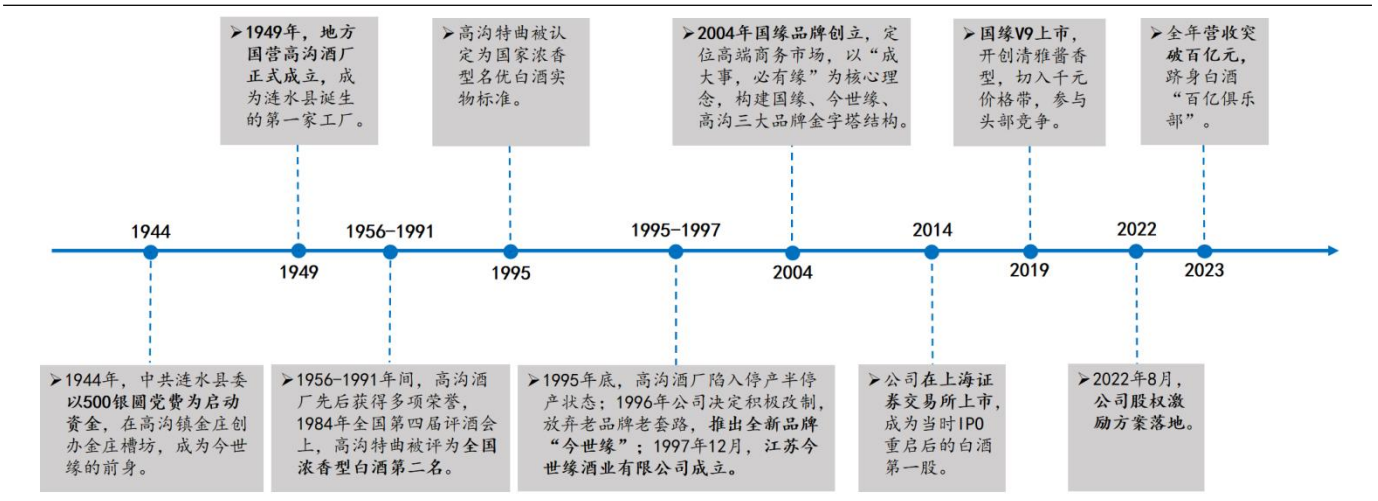 ➢1949年，地方
国营高沟酒厂
正式成立，成
为涟水县诞生
的第一家工厂。
➢高沟特曲被认
定为国家浓香
型名优白酒实
物标准。
➢2004年国缘品牌创立，定
位高端商务市场，以“成
大事，必有缘”为核心理
念，构建国缘、今世缘、
高沟三大品牌金字塔结构。
➢国缘V9上市，
开创清雅酱香
型，切入千元
价格带，参与
头部竞争。
➢全年营收突
破百亿元，
跻身白酒
“百亿俱乐
部”。
1944
1949
1956-1991
1995
1995-1997
2004
2014
2019
2022
2023
➢1944年，中共涟水县委
以500银圆党费为启动
资金，在高沟镇金庄创
办金庄槽坊，成为今世
缘的前身。
➢1956-1991年间，高沟酒
厂先后获得多项荣誉，
1984年全国第四届评酒会
上，高沟特曲被评为全国
浓香型白酒第二名。
➢1995年底，高沟酒厂陷入停产半停
产状态；1996年公司决定积极改制，
放弃老品牌老套路，推出全新品牌
“今世缘”；1997年12月，江苏今
世缘酒业有限公司成立。
➢公司在上海证
券交易所上市，
成为当时IPO
重启后的白酒
第一股。
➢2022年8月，
公司股权激
励方案落地。